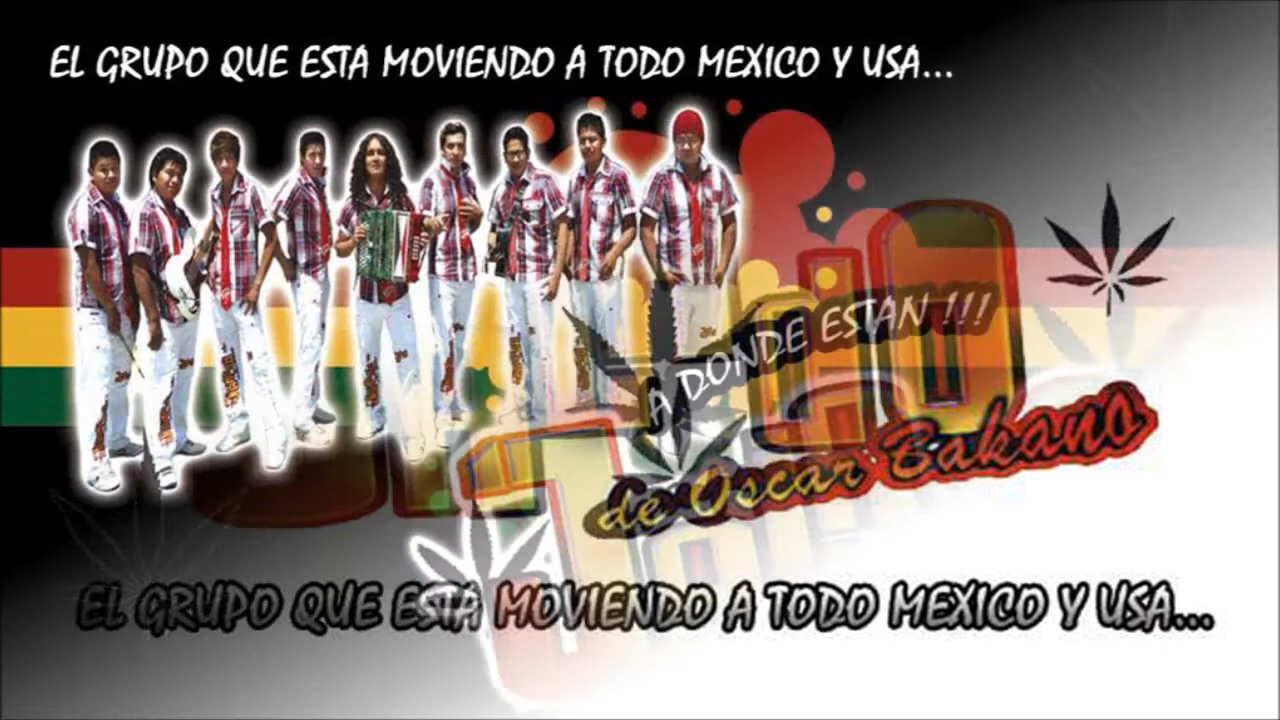 EL GRUPO QUE ESTA MOVIENDO A TODO MEXICO Y USA...
A DONDE ESTAN !!!
de Oscar Bakano
EL GRUPO QUE ESTA MOVIENDO A TODO MEXICO Y USA...